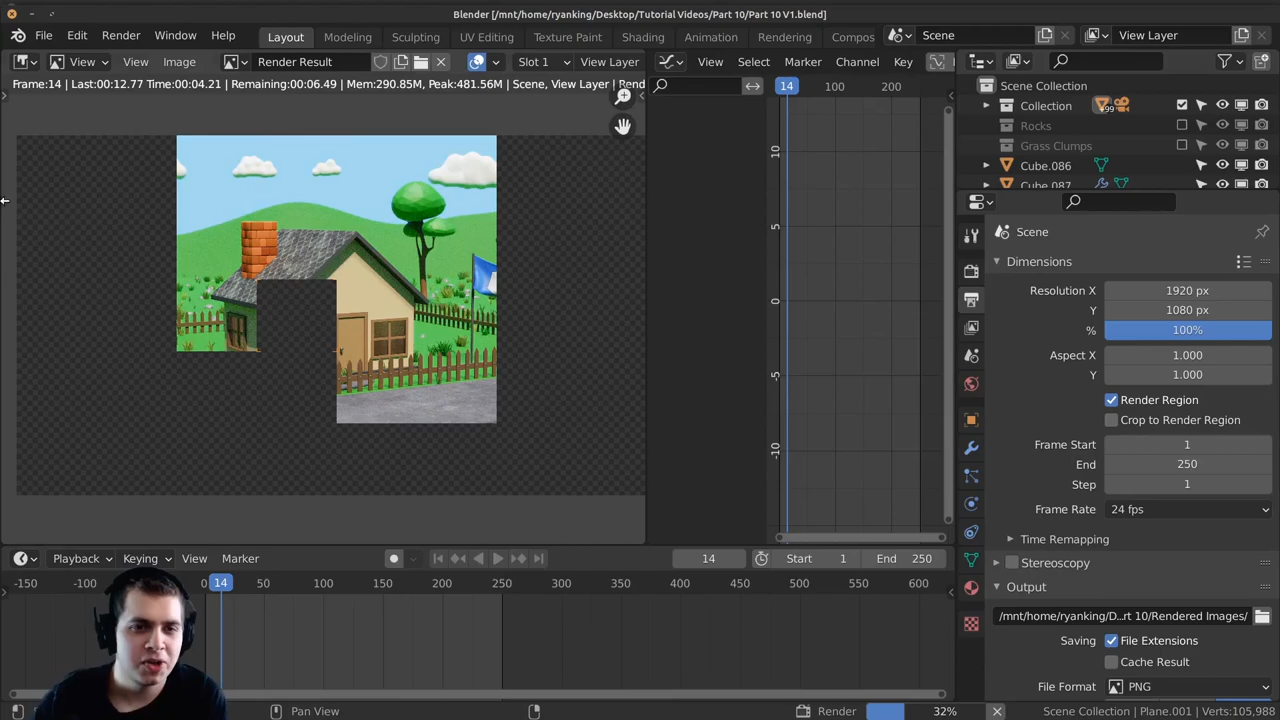 Blender [/mnt/home/ryanking/Desktop/Tutorial Videos/Part 10/Part 10 V1.blend]
File Edit Render Window Help Layout Modeling Sculpting UV Editing Texture Paint Shading Animation Rendering Compos Scene View Layer
View View Image Render Result Slot 1 View Layer View Select Marker Channel Key
Frame:14 | Last:00:12.77 Time:00:04.21 | Remaining:00:06.49 | Mem:290.85M, Peak:481.56M | Scene, View Layer | Rend
14 100 200
10
5
0
-5
-10
Scene Collection
Collection 99
Rocks
Grass Clumps
Cube.086
Cube.087
Scene
Dimensions
Resolution X 1920 px
Y 1080 px
% 100%
Aspect X 1.000
Y 1.000
Render Region
Crop to Render Region
Frame Start 1
End 250
Step 1
Frame Rate 24 fps
Time Remapping
Stereoscopy
Output
/mnt/home/ryanking/D...rt 10/Rendered Images/
Saving File Extensions
Cache Result
File Format PNG
Playback Keying View Marker 14 Start 1 End 250
-150 -100 0 14 50 100 150 200 250 300 350 400 450 500 550 600
Pan View Render 32% Scene Collection | Plane.001 | Verts:105,988